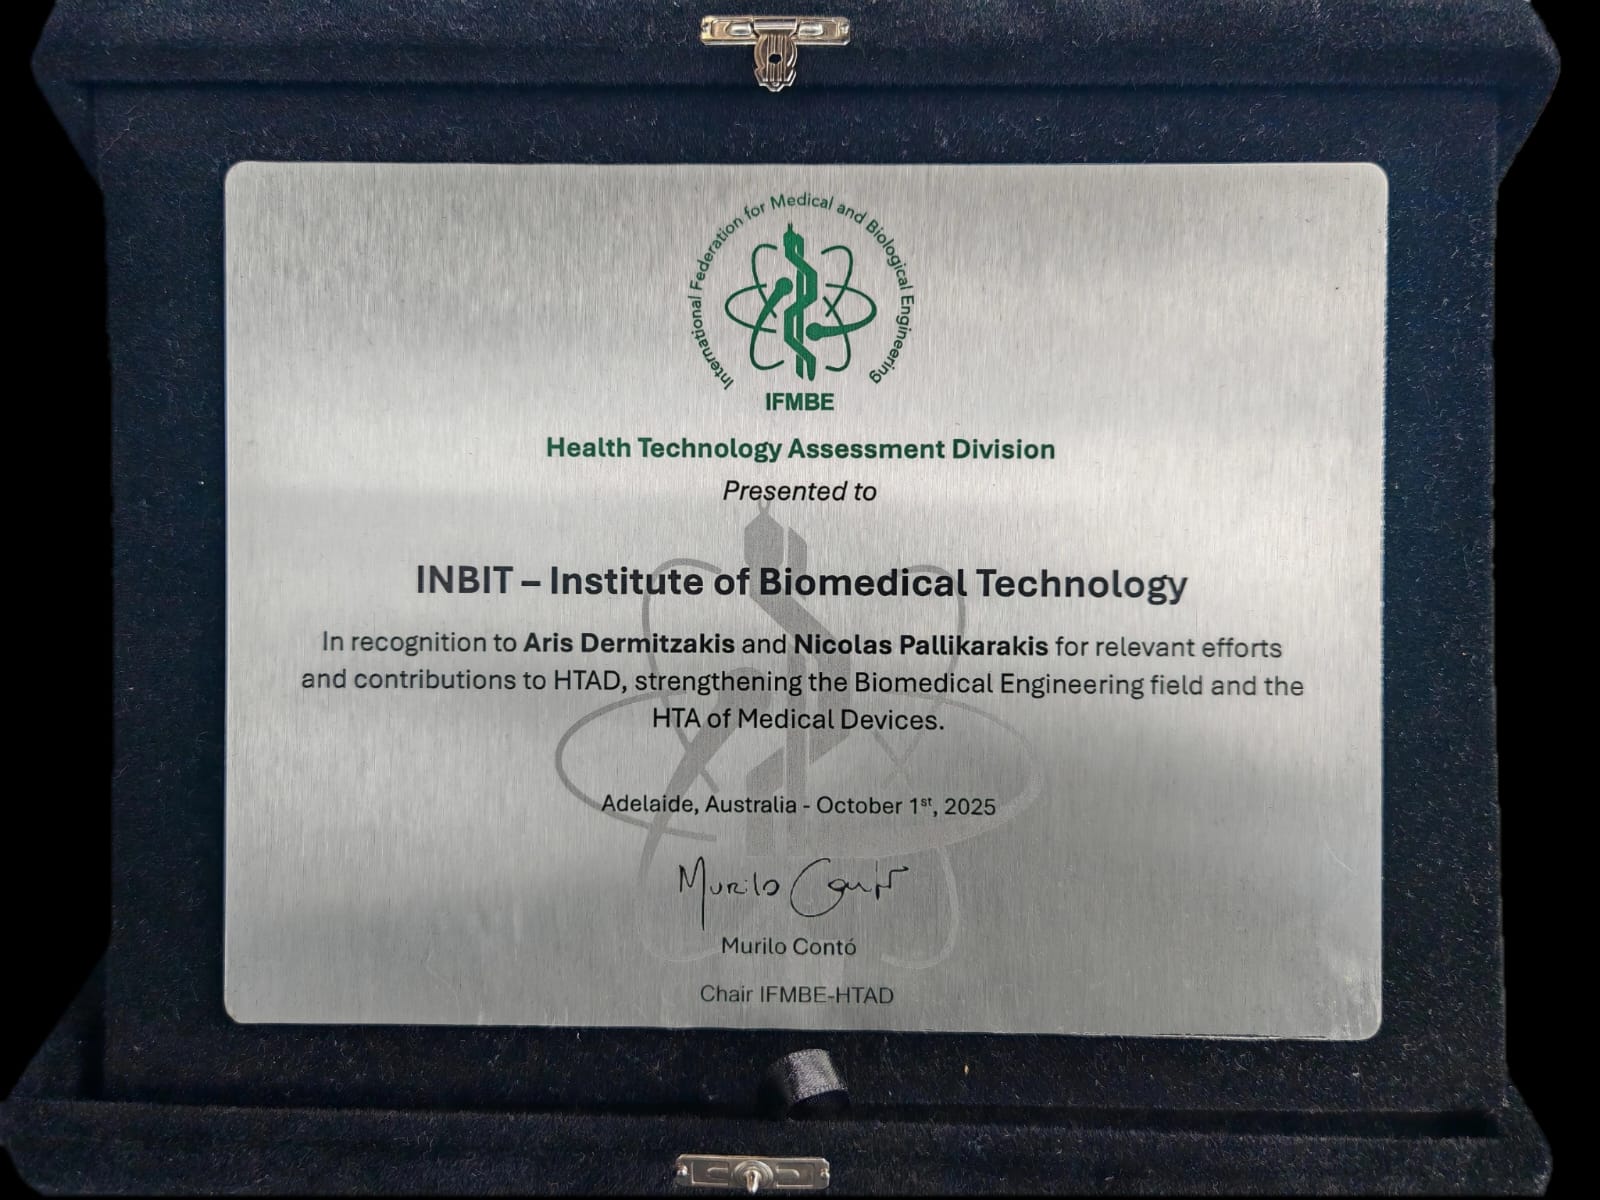 International Federation for Medical and Biological Engineering
IFMBE
Health Technology Assessment Division
Presented to
INBIT – Institute of Biomedical Technology
In recognition to Aris Dermitzakis and Nicolas Pallikarakis for relevant efforts
and contributions to HTAD, strengthening the Biomedical Engineering field and the
HTA of Medical Devices.
Adelaide, Australia - October 1st, 2025
Murilo Contó
Murilo Contó
Chair IFMBE-HTAD